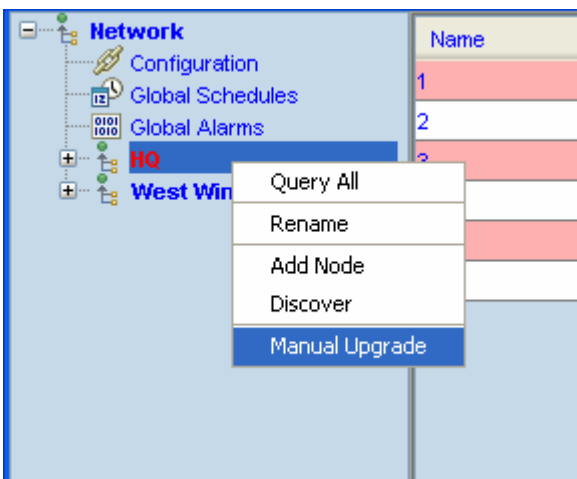 Network
Configuration
Global Schedules
Global Alarms
HQ
West Win
Query All
Rename
Add Node
Discover
Manual Upgrade
Name
1
2
3